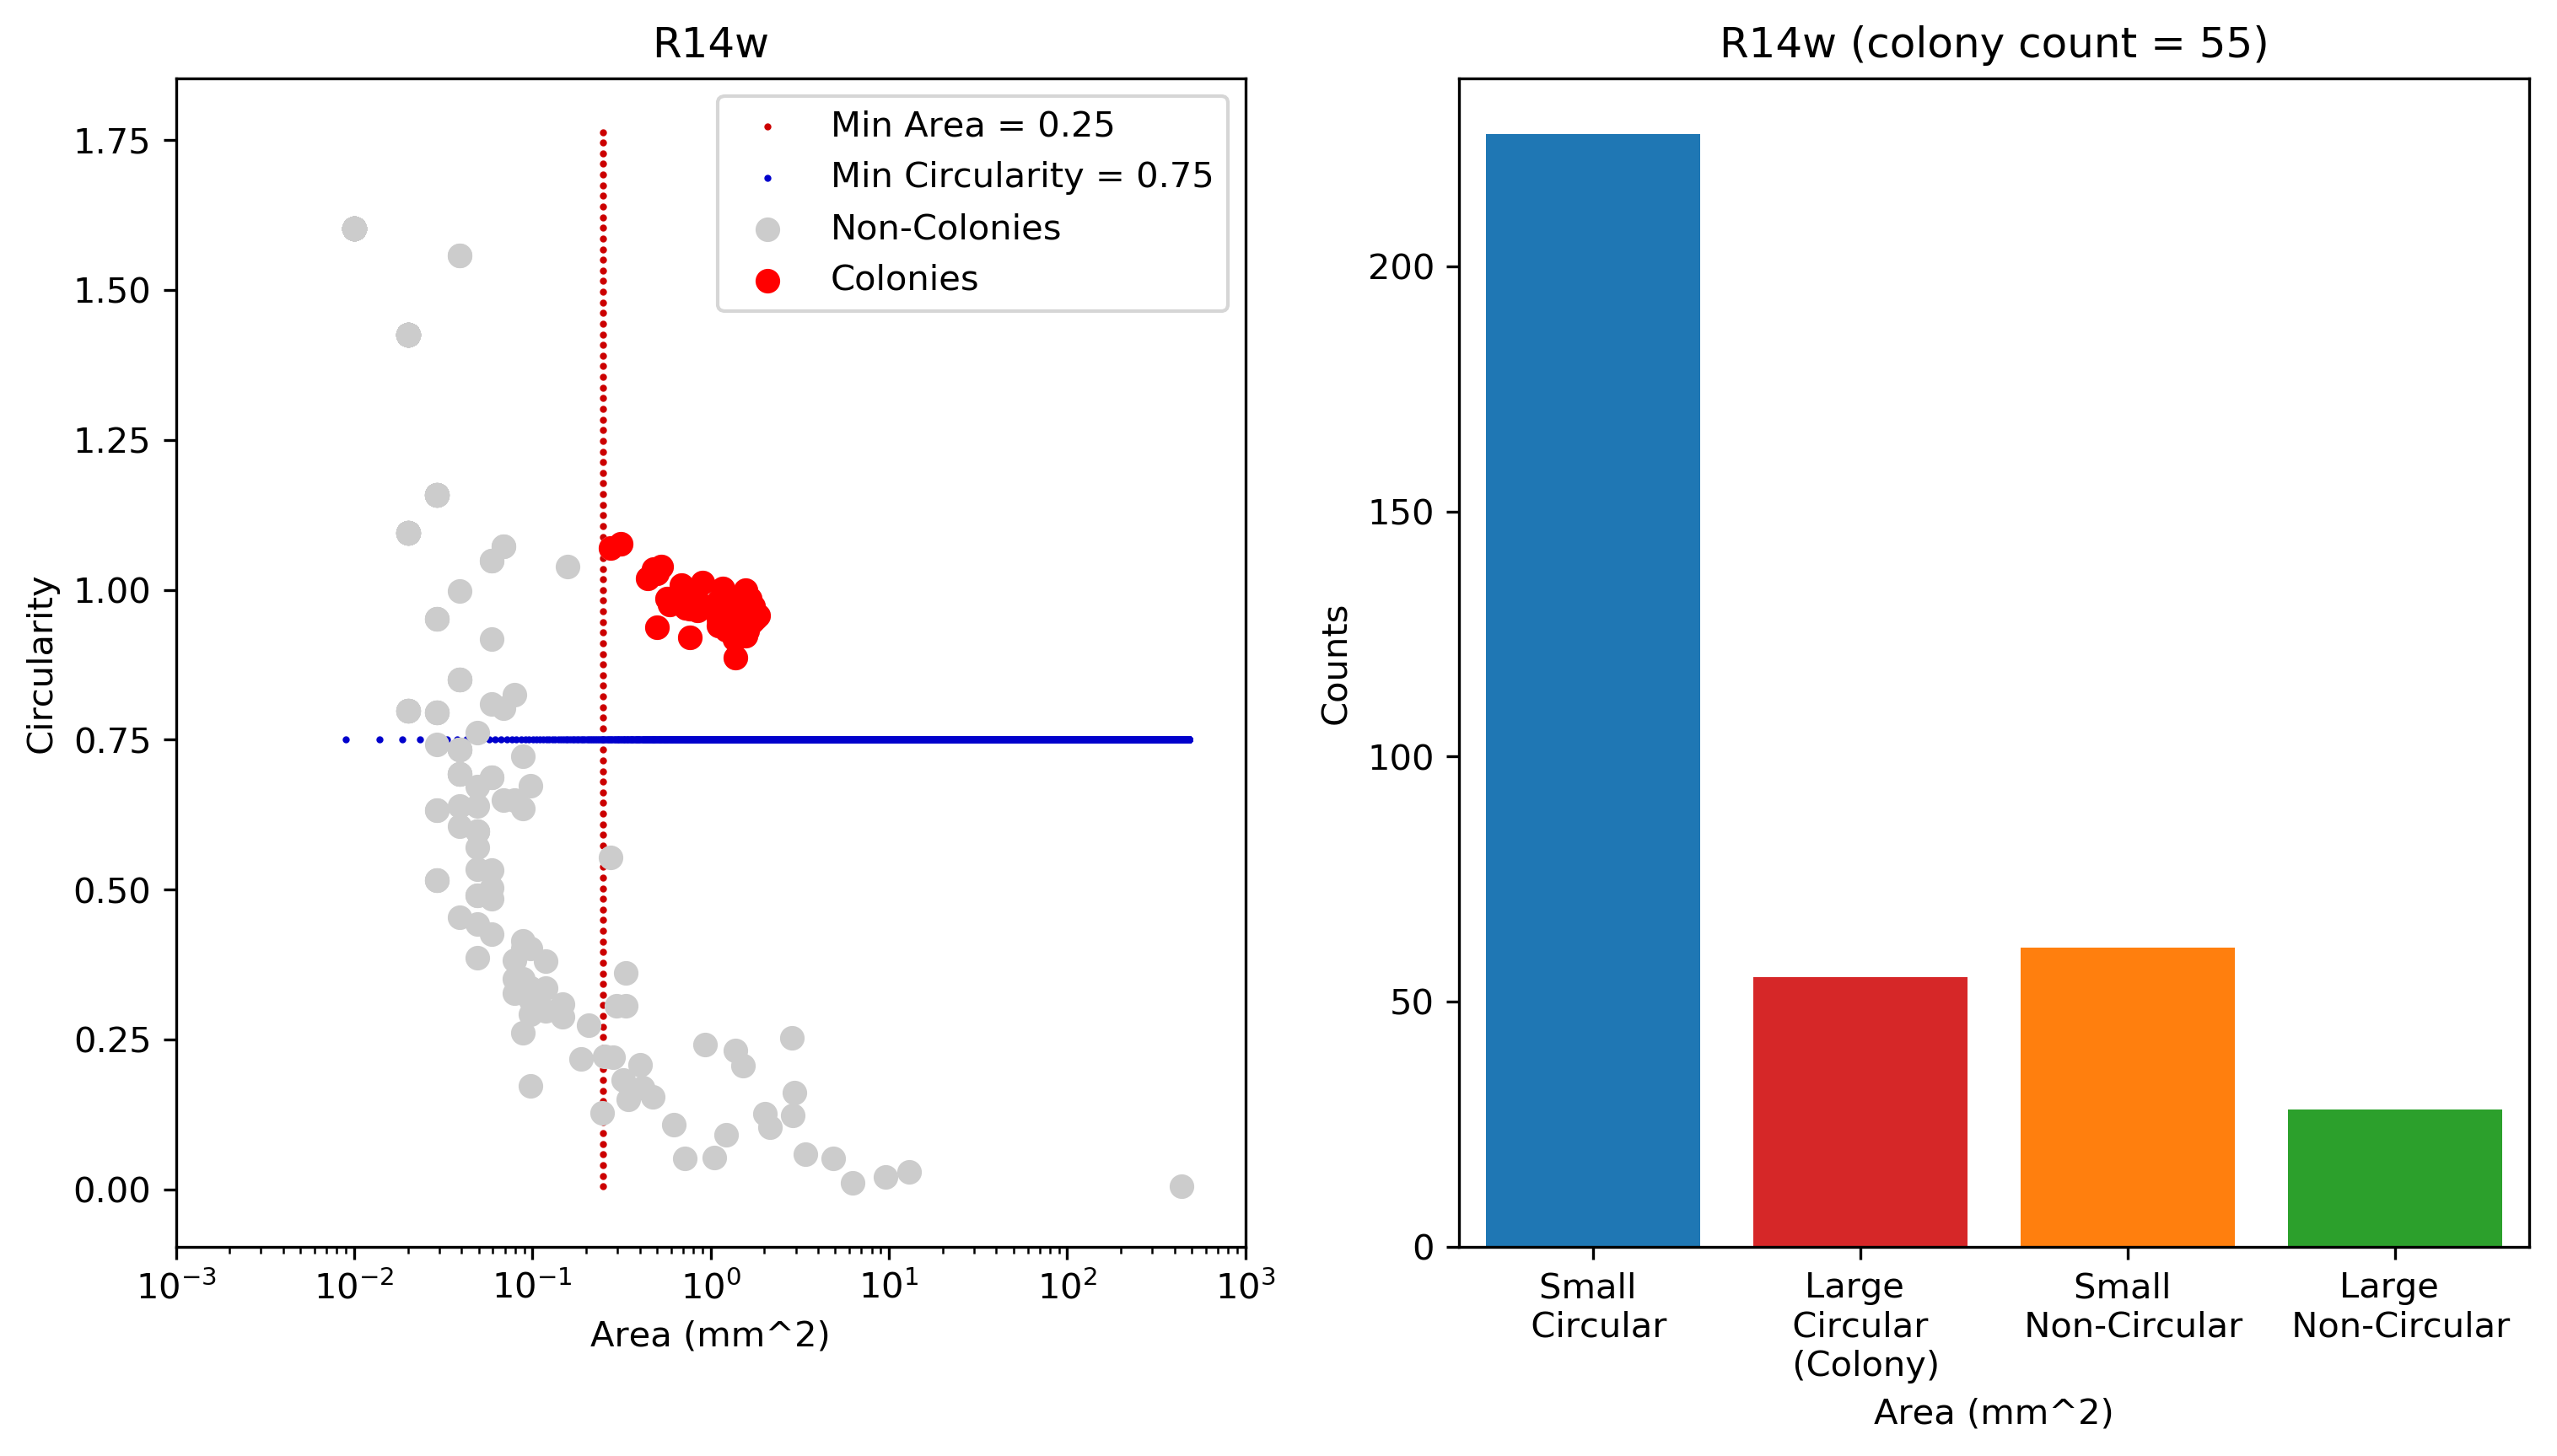 R14w
1.75
1.50
1.25
1.00
0.75
0.50
0.25
0.00
Circularity
10⁻³
10⁻²
10⁻¹
10⁰
10¹
10²
10³
Area (mm^2)
Min Area = 0.25
Min Circularity = 0.75
Non-Colonies
Colonies
R14w (colony count = 55)
200
150
100
50
0
Counts
Small
Circular
Large
Circular
(Colony)
Small
Non-Circular
Large
Non-Circular
Area (mm^2)